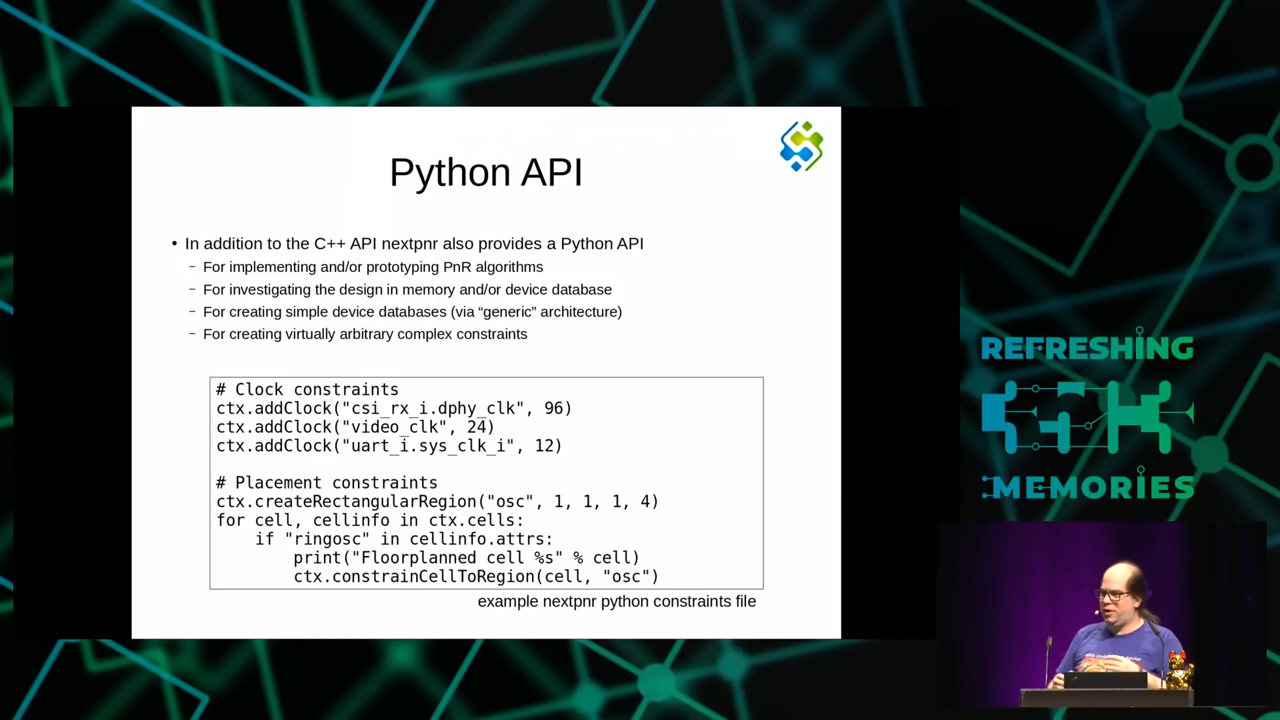 Python API
• In addition to the C++ API nextpnr also provides a Python API
– For implementing and/or prototyping PnR algorithms
– For investigating the design in memory and/or device database
– For creating simple device databases (via “generic” architecture)
– For creating virtually arbitrary complex constraints
# Clock constraints
ctx.addClock("csi_rx_i.dphy_clk", 96)
ctx.addClock("video_clk", 24)
ctx.addClock("uart_i.sys_clk_i", 12)
# Placement constraints
ctx.createRectangularRegion("osc", 1, 1, 1, 4)
for cell, cellinfo in ctx.cells:
    if "ringosc" in cellinfo.attrs:
        print("Floorplanned cell %s" % cell)
        ctx.constrainCellToRegion(cell, "osc")
example nextpnr python constraints file
REFRESHING
MEMORIES